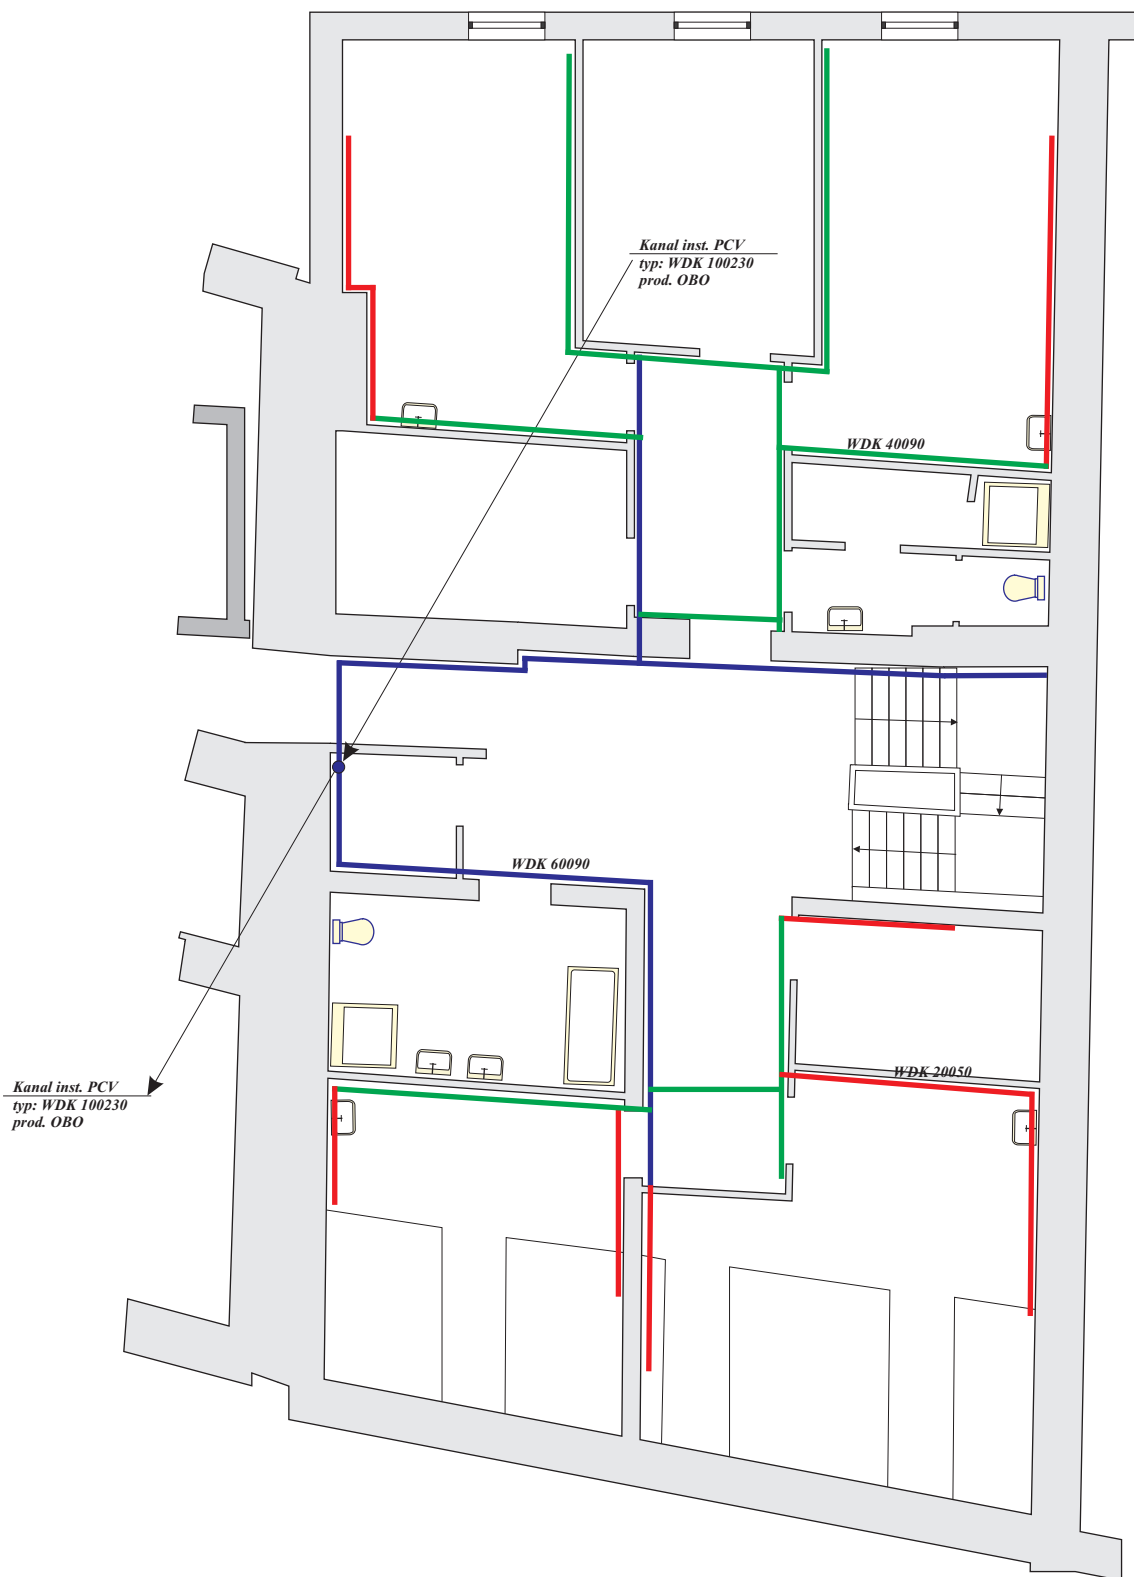 Kanal inst. PCV
typ: WDK 100230
prod. OBO
WDK 40090
WDK 60090
WDK 20050
Kanal inst. PCV
typ: WDK 100230
prod. OBO